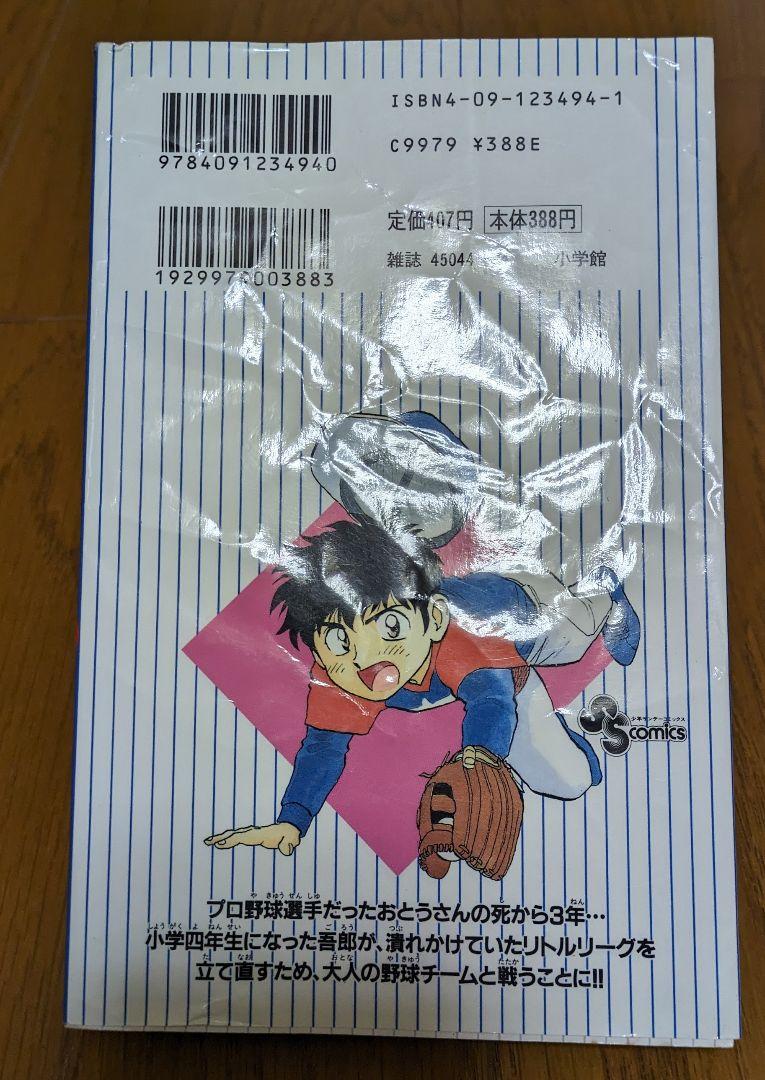 ISBN4-09-123494-1
9784091234940
C9979 ¥388E
定価407円 本体388円
雑誌 45044 小学館
少年サンデーコミックス
SS comics
プロ野球選手だったおとうさんの死から3年…
小学四年生になった吾郎が、潰れかけていたリトルリーグを
立て直すため、大人の野球チームと戦うことに!!